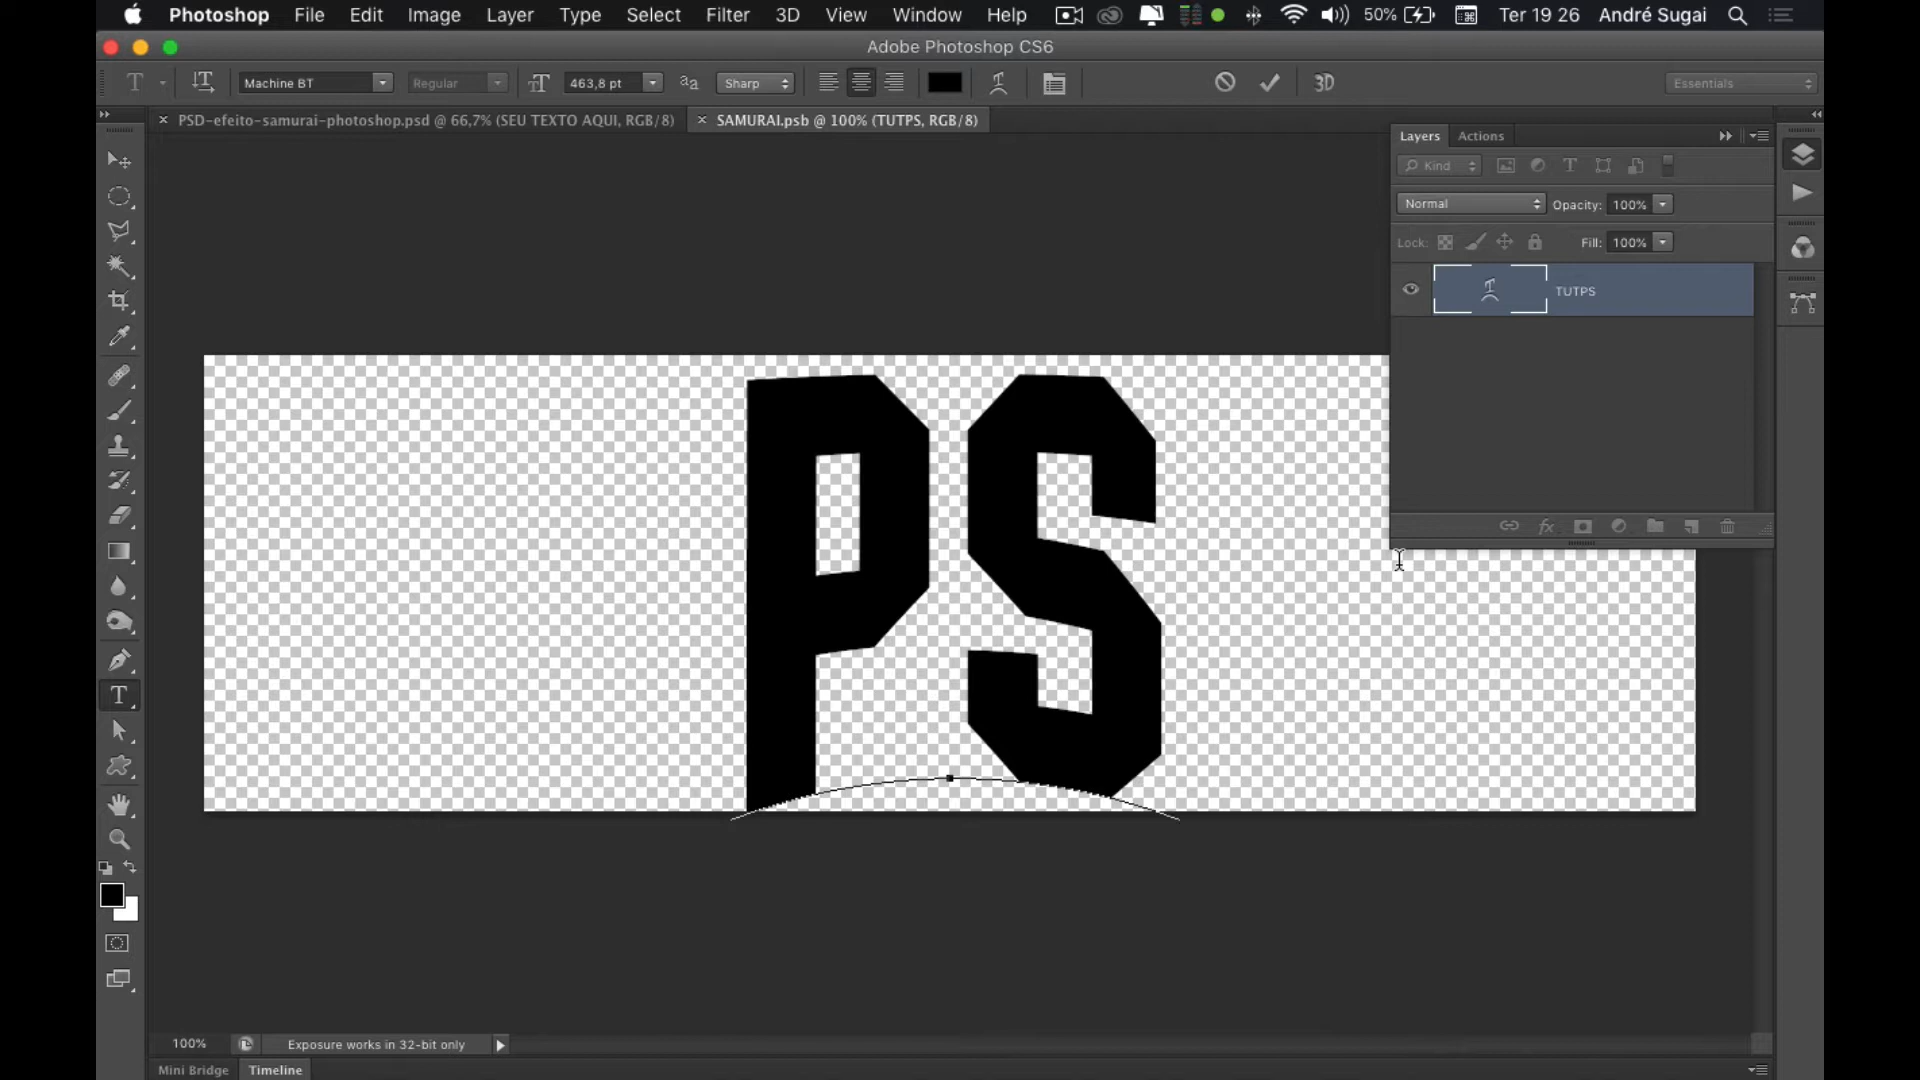 Photoshop File Edit Image Layer Type Select Filter 3D View Window Help 50% Ter 19 26 André Sugai
Adobe Photoshop CS6
T Machine BT Regular 463,8 pt aa Sharp 3D Essentials
PSD-efeito-samurai-photoshop.psd @ 66,7% (SEU TEXTO AQUI, RGB/8) SAMURAI.psb @ 100% (TUTPS, RGB/8)
Layers Actions
Kind
Normal Opacity: 100%
Lock: Fill: 100%
TUTPS
fx
PS
100% Exposure works in 32-bit only
Mini Bridge Timeline